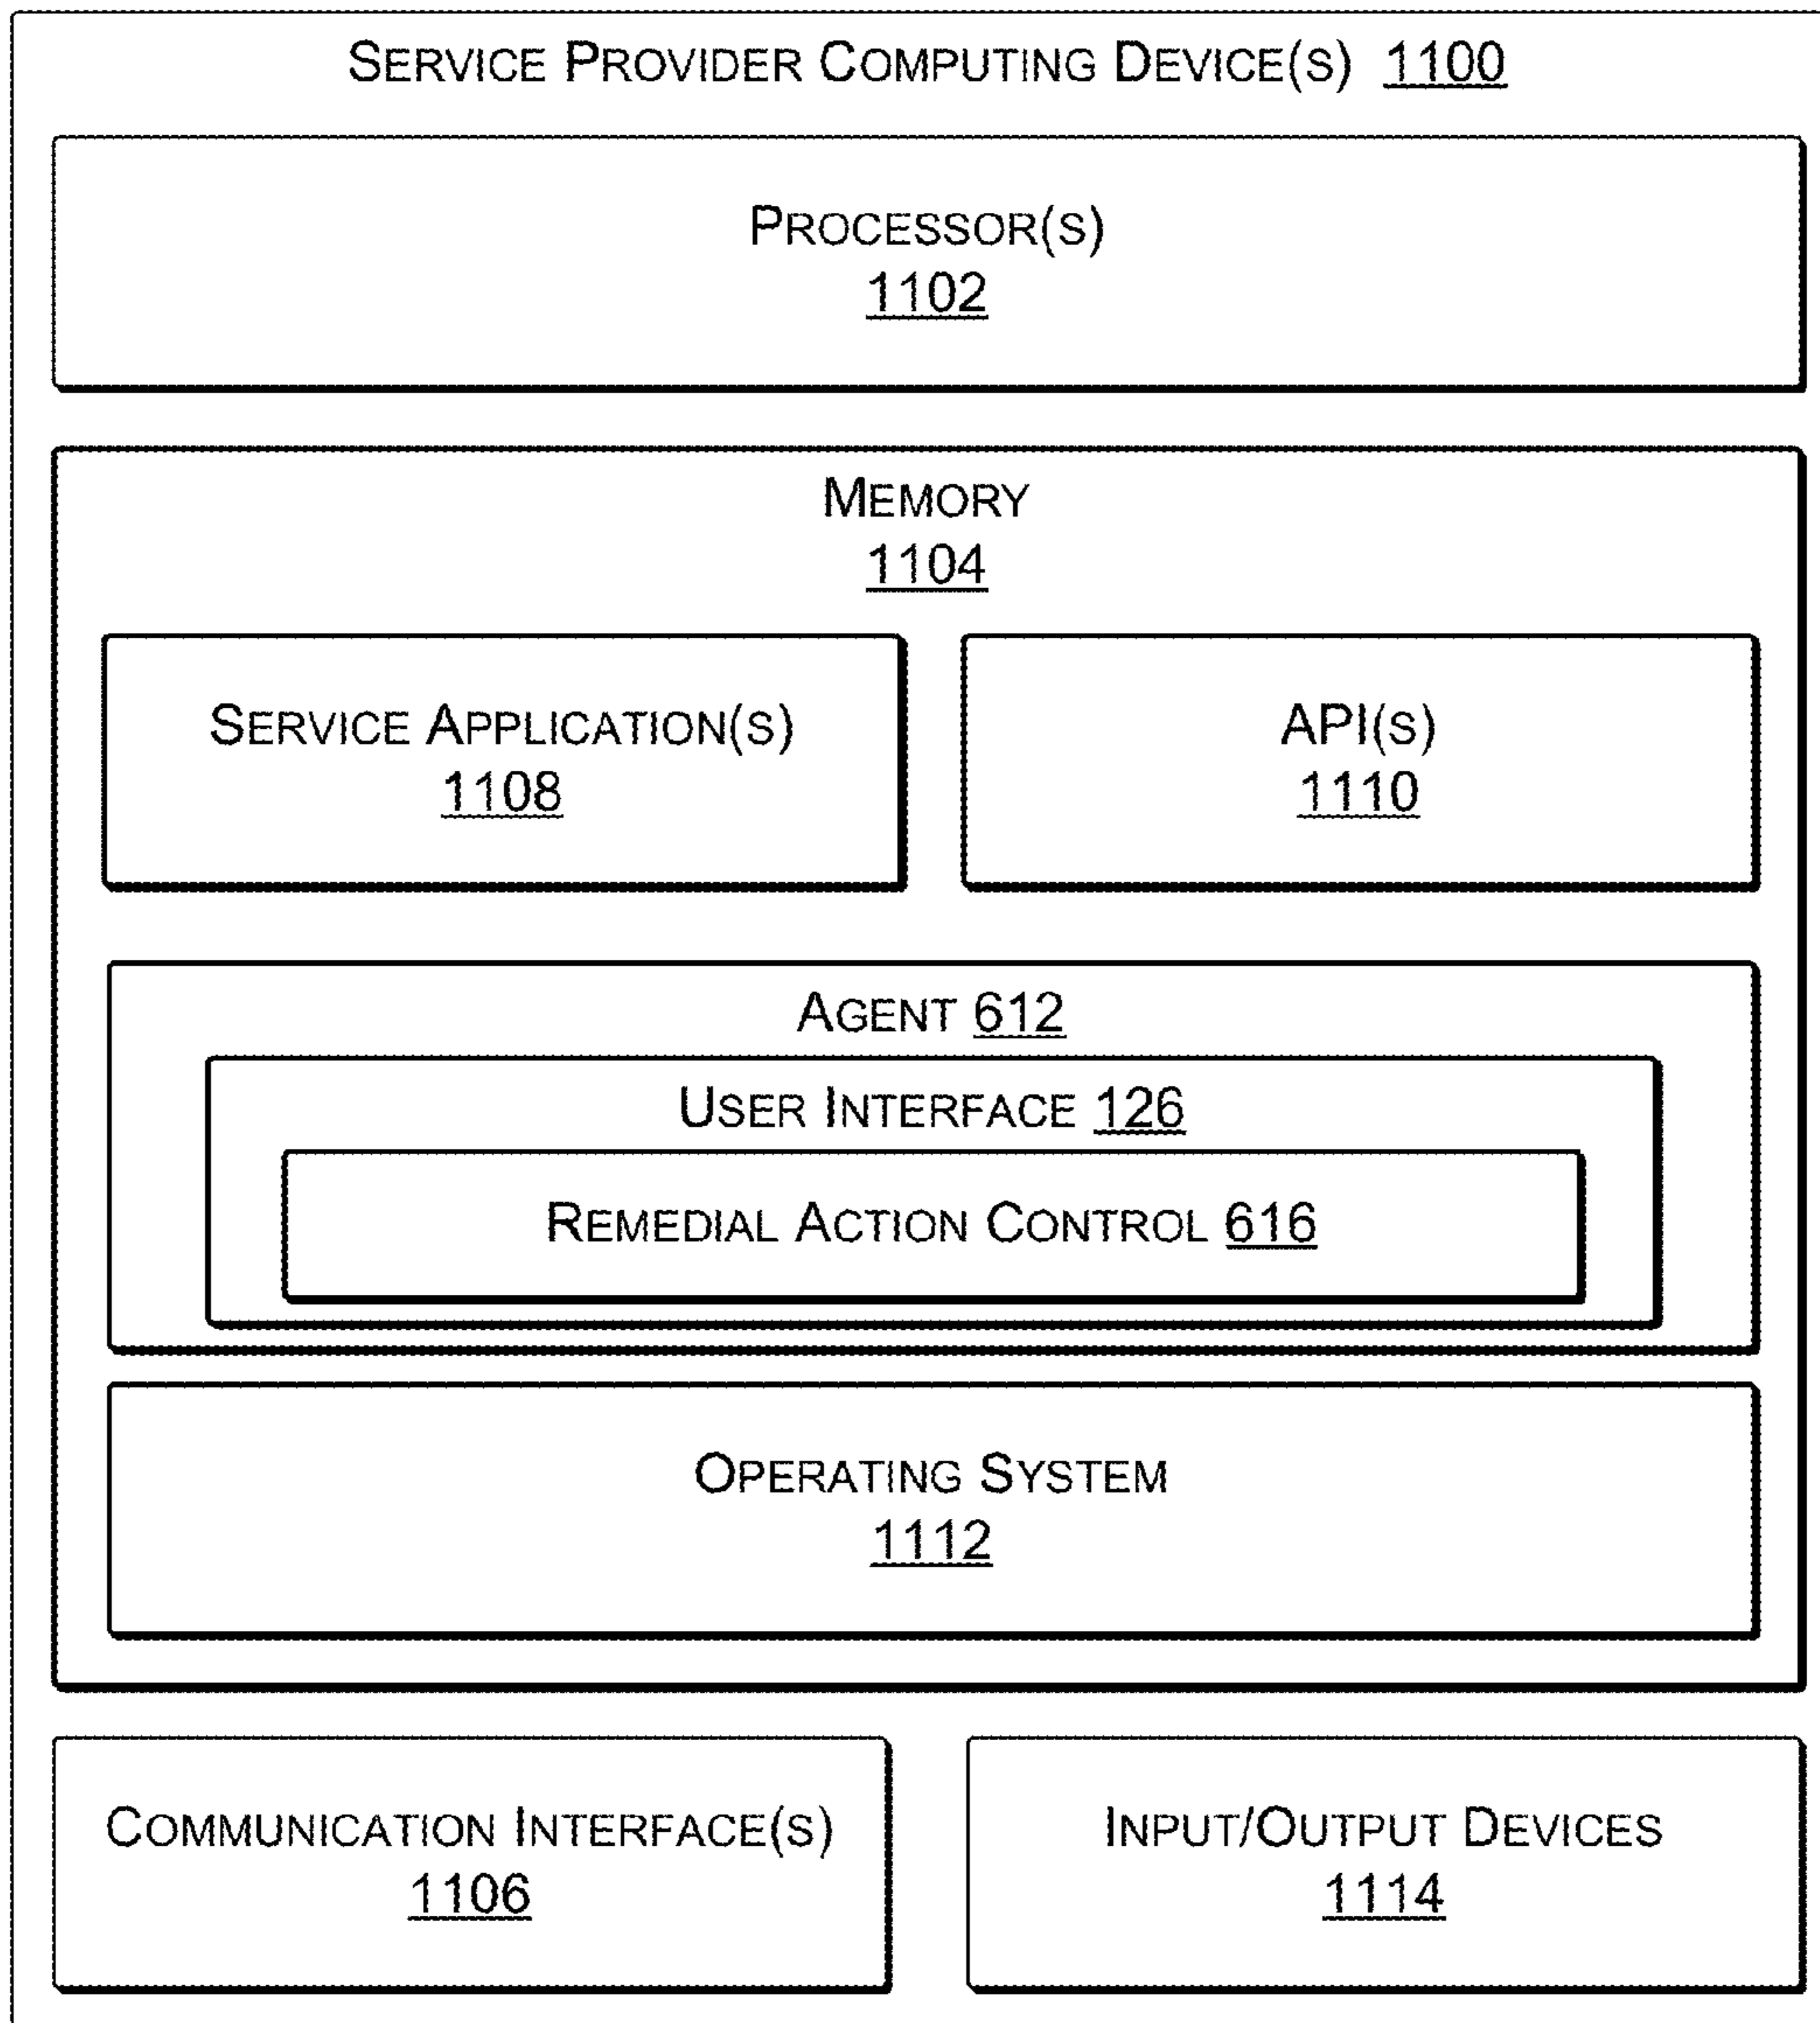 SERVICE PROVIDER COMPUTING DEVICE(S) 1100
PROCESSOR(S)
1102
MEMORY
1104
SERVICE APPLICATION(S)
1108
API(S)
1110
AGENT 612
USER INTERFACE 126
REMEDIAL ACTION CONTROL 616
OPERATING SYSTEM
1112
COMMUNICATION INTERFACE(S)
1106
INPUT/OUTPUT DEVICES
1114